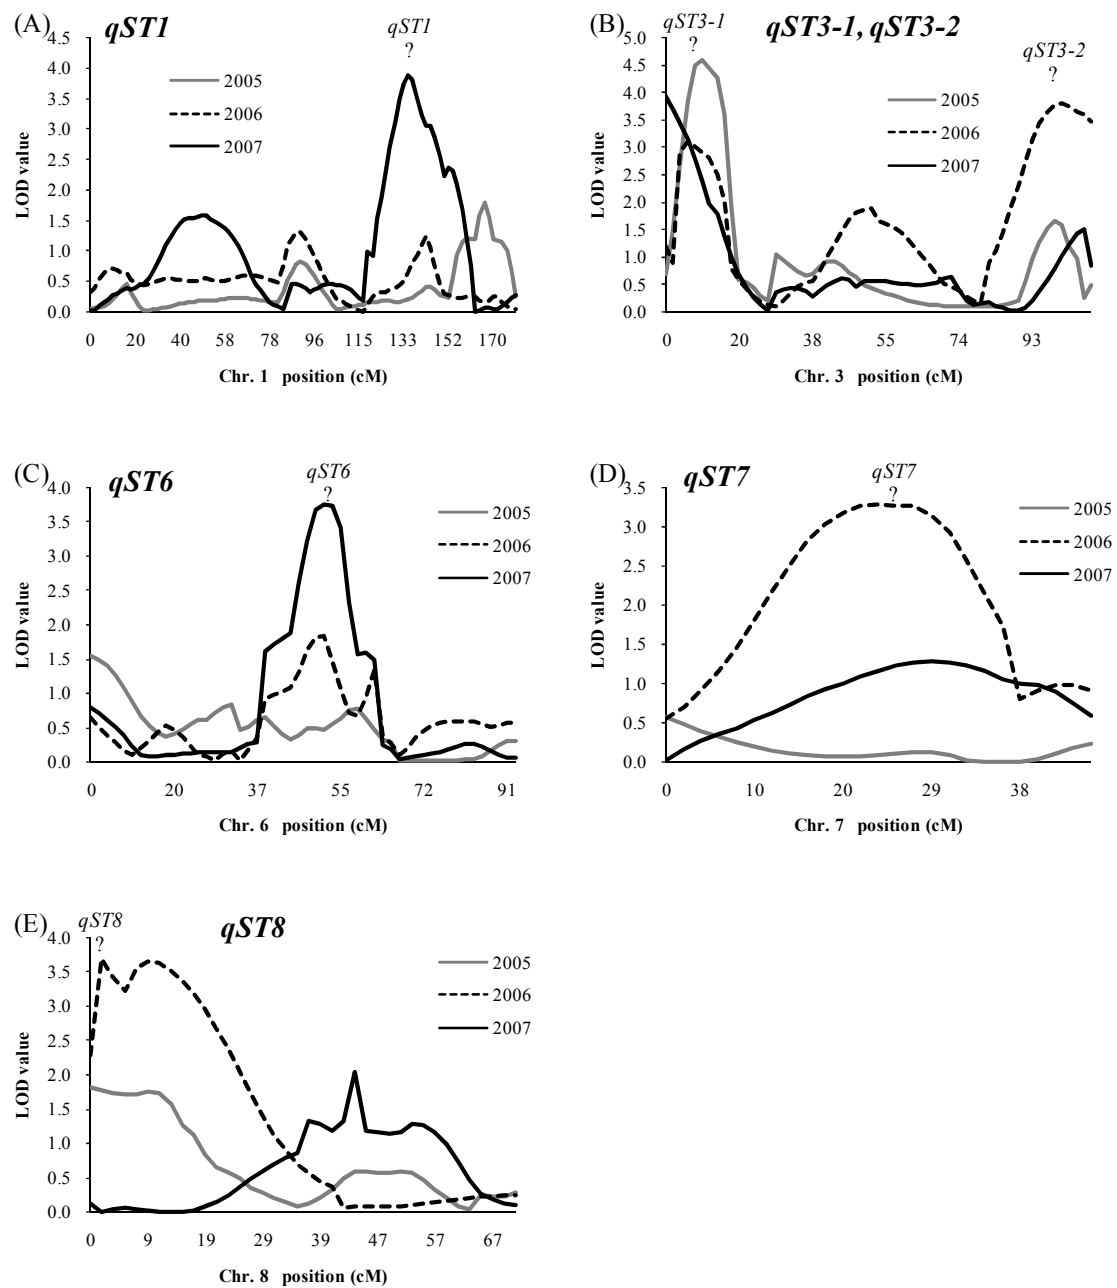 (A) qST1
qST1
?
4.5
4.0
3.5
3.0
2.5
2.0
1.5
1.0
0.5
0.0
LOD value
2005
2006
2007
0 20 40 58 78 96 115 133 152 170
Chr. 1 position (cM)
(B) qST3-1, qST3-2
qST3-1
?
qST3-2
?
5.0
4.5
4.0
3.5
3.0
2.5
2.0
1.5
1.0
0.5
0.0
LOD value
2005
2006
2007
0 20 38 55 74 93
Chr. 3 position (cM)
(C) qST6
qST6
?
4.0
3.5
3.0
2.5
2.0
1.5
1.0
0.5
0.0
LOD value
2005
2006
2007
0 20 37 55 72 91
Chr. 6 position (cM)
(D) qST7
qST7
?
3.5
3.0
2.5
2.0
1.5
1.0
0.5
0.0
LOD value
2005
2006
2007
0 10 20 29 38
Chr. 7 position (cM)
(E) qST8
qST8
?
4.0
3.5
3.0
2.5
2.0
1.5
1.0
0.5
0.0
LOD value
2005
2006
2007
0 9 19 29 39 47 57 67
Chr. 8 position (cM)